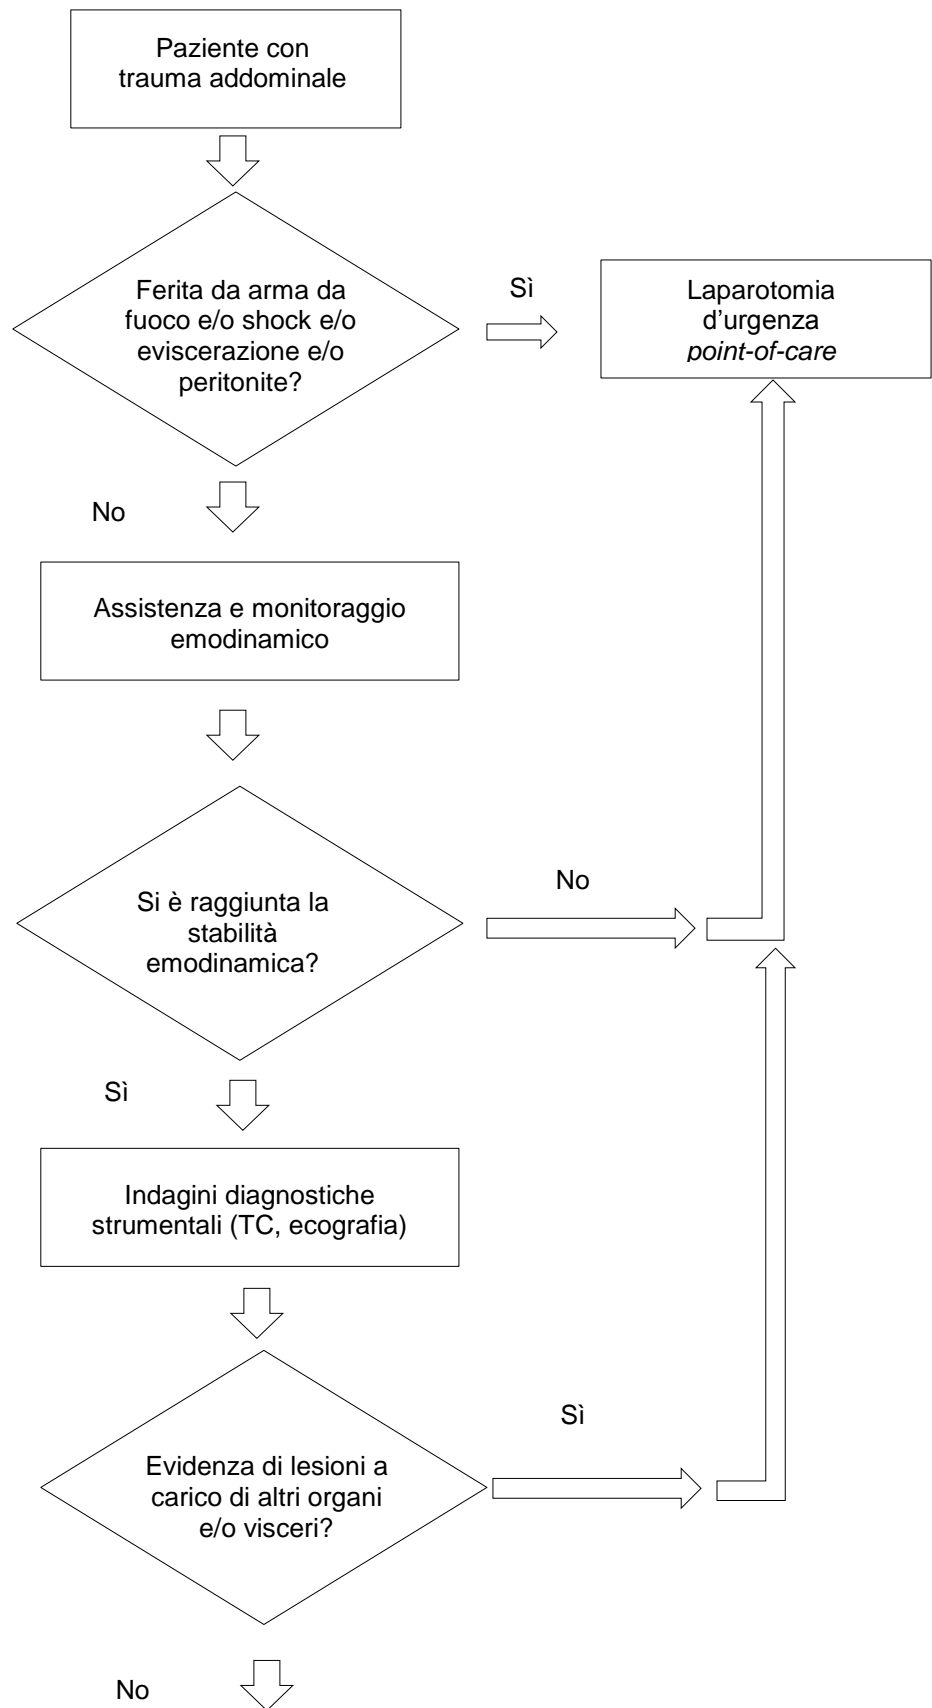 Paziente con
trauma addominale
Ferita da arma da
fuoco e/o shock e/o
eviscerazione e/o
peritonite?
Sì
Laparotomia
d’urgenza
point-of-care
No
Assistenza e monitoraggio
emodinamico
Si è raggiunta la
stabilità
emodinamica?
No
Sì
Indagini diagnostiche
strumentali (TC, ecografia)
Evidenza di lesioni a
carico di altri organi
e/o visceri?
Sì
No